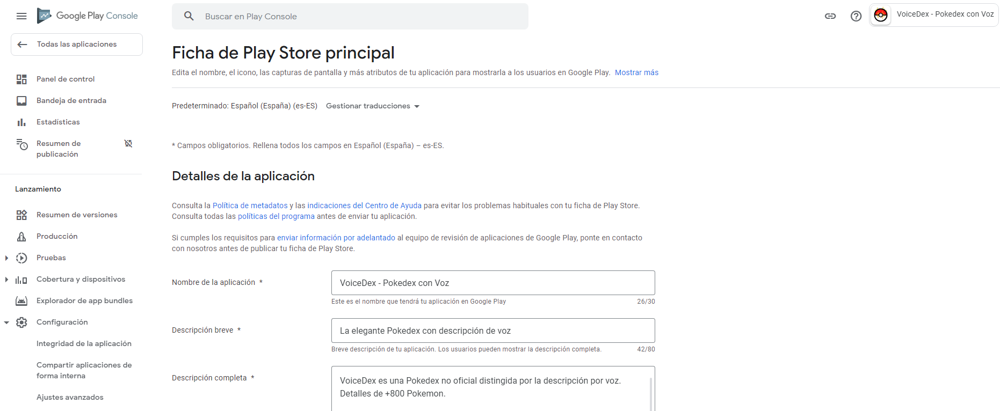 Google Play Console
Buscar en Play Console
VoiceDex - Pokedex con Voz
Todas las aplicaciones
Panel de control
Bandeja de entrada
Estadísticas
Resumen de
publicación
Lanzamiento
Resumen de versiones
Producción
Pruebas
Cobertura y dispositivos
Explorador de app bundles
Configuración
Integridad de la aplicación
Compartir aplicaciones de
forma interna
Ajustes avanzados
Ficha de Play Store principal
Edita el nombre, el icono, las capturas de pantalla y más atributos de tu aplicación para mostrarla a los usuarios en Google Play. Mostrar más
Predeterminado: Español (España) (es-ES) Gestionar traducciones
* Campos obligatorios. Rellena todos los campos en Español (España) – es-ES.
Detalles de la aplicación
Consulta la Política de metadatos y las indicaciones del Centro de Ayuda para evitar los problemas habituales con tu ficha de Play Store.
Consulta todas las políticas del programa antes de enviar tu aplicación.
Si cumples los requisitos para enviar información por adelantado al equipo de revisión de aplicaciones de Google Play, ponte en contacto
con nosotros antes de publicar tu ficha de Play Store.
Nombre de la aplicación *
VoiceDex - Pokedex con Voz
Este es el nombre que tendrá tu aplicación en Google Play 26/30
Descripción breve *
La elegante Pokedex con descripción de voz
Breve descripción de tu aplicación. Los usuarios pueden mostrar la descripción completa. 42/80
Descripción completa *
VoiceDex es una Pokedex no oficial distingida por la descripción por voz.
Detalles de +800 Pokemon.